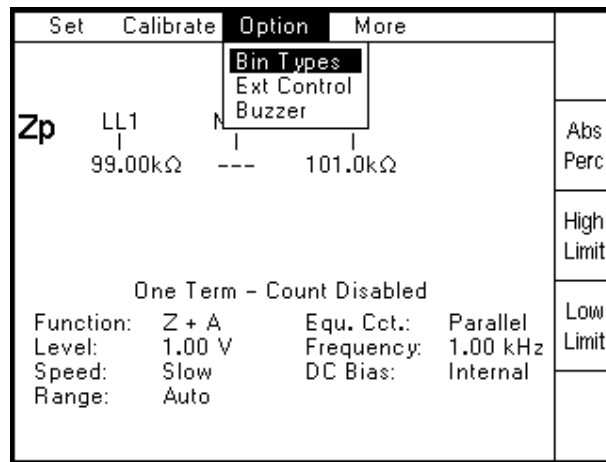 Set Calibrate Option More
Bin Types
Ext Control
Buzzer
Zp LL1
99.00kΩ --- 101.0kΩ
Abs
Perc
High
Limit
Low
Limit
One Term - Count Disabled
Function: Z + A Equ. Cct.: Parallel
Level: 1.00 V Frequency: 1.00 kHz
Speed: Slow DC Bias: Internal
Range: Auto